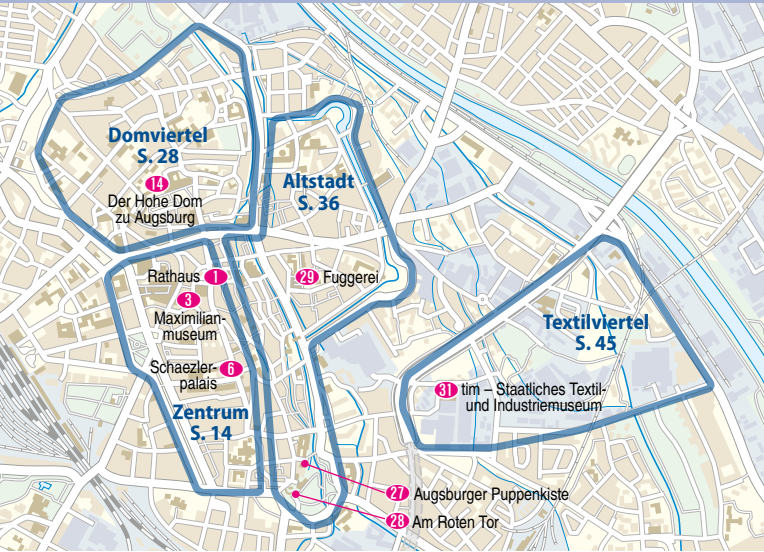 Domviertel
S. 28
14
Der Hohe Dom
zu Augsburg
Altstadt
S. 36
Rathaus 1
3
Maximilian-
museum
29 Fuggerei
Schaezler- 6
palais
Zentrum
S. 14
Textilviertel
S. 45
31 tim – Staatliches Textil-
und Industriemuseum
27 Augsburger Puppenkiste
28 Am Roten Tor